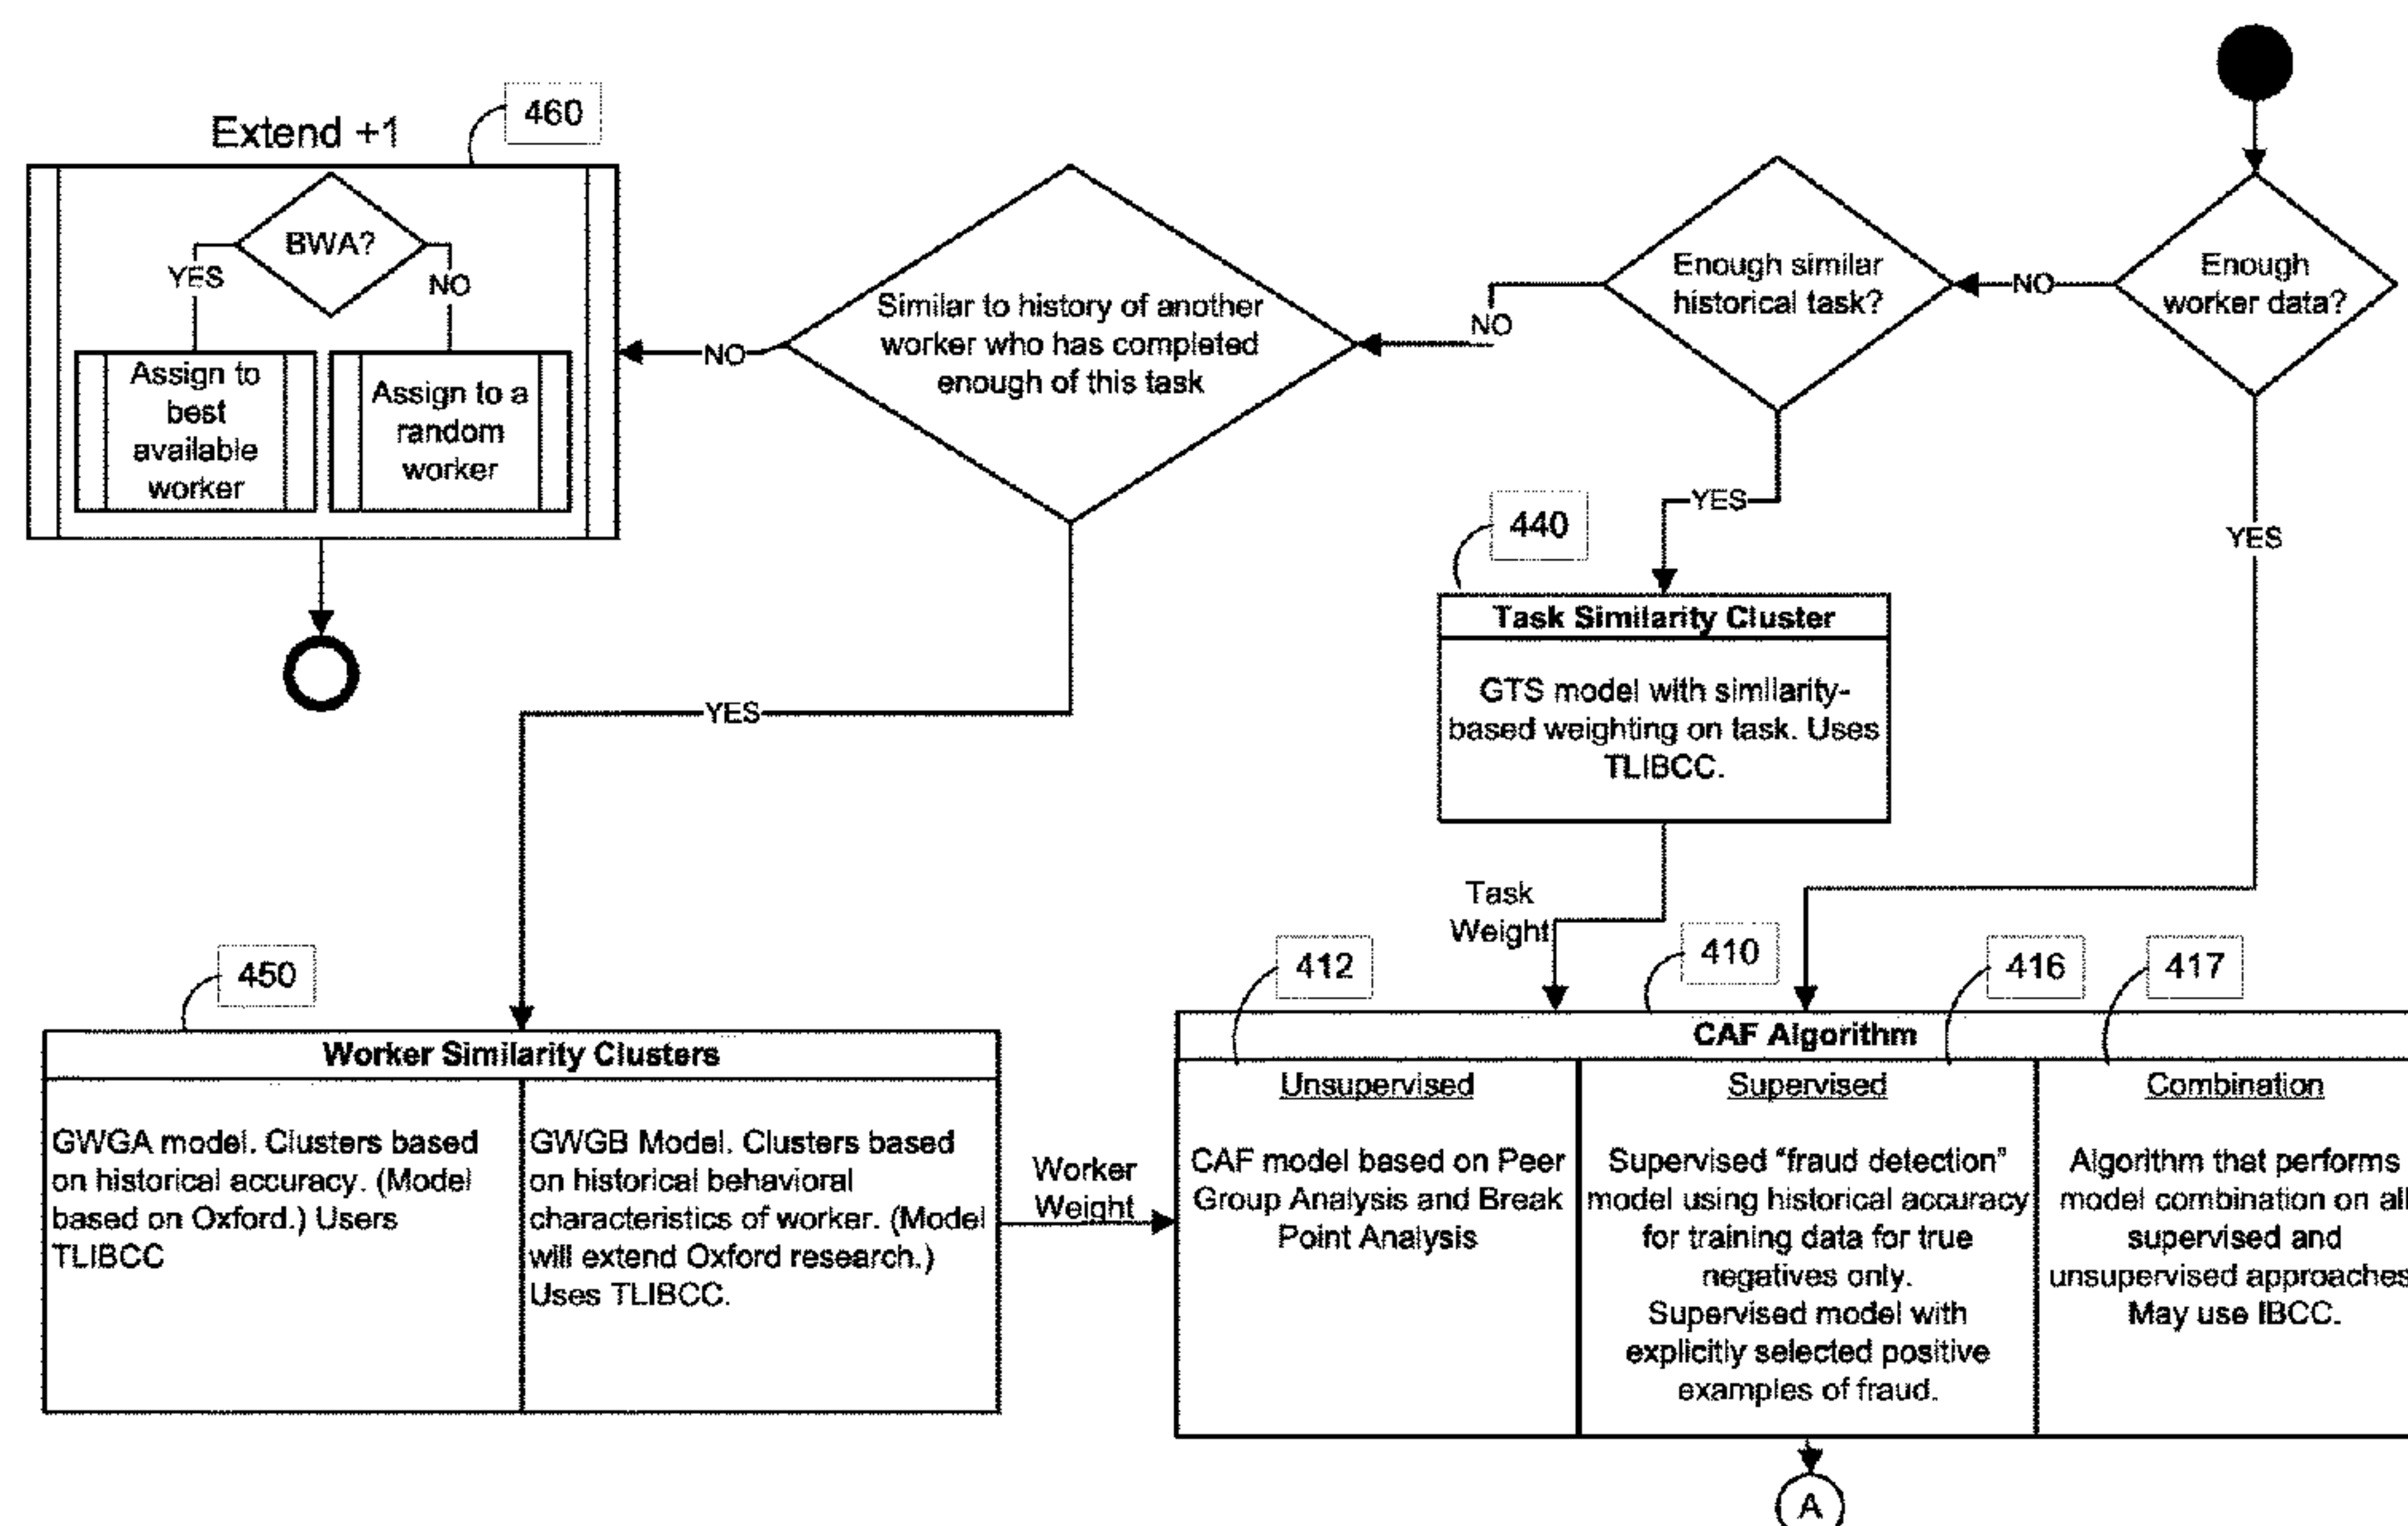 Extend +1
460
BWA?
YES
NO
Assign to
best
available
worker
Assign to a
random
worker
Similar to history of another
worker who has completed
enough of this task
NO
YES
Enough similar
historical task?
NO
YES
Enough
worker data?
NO
YES
440
Task Similarity Cluster
GTS model with similarity-
based weighting on task. Uses
TLIBCC.
Task
Weight
450
Worker Similarity Clusters
GWGA model. Clusters based
on historical accuracy. (Model
based on Oxford.) Users
TLIBCC
GWGB Model. Clusters based
on historical behavioral
characteristics of worker. (Model
will extend Oxford research.)
Uses TLIBCC.
Worker
Weight
412
410
416
417
CAF Algorithm
Unsupervised
CAF model based on Peer
Group Analysis and Break
Point Analysis
Supervised
Supervised "fraud detection"
model using historical accuracy
for training data for true
negatives only.
Supervised model with
explicitly selected positive
examples of fraud.
Combination
Algorithm that performs
model combination on all
supervised and
unsupervised approaches
May use IBCC.
A